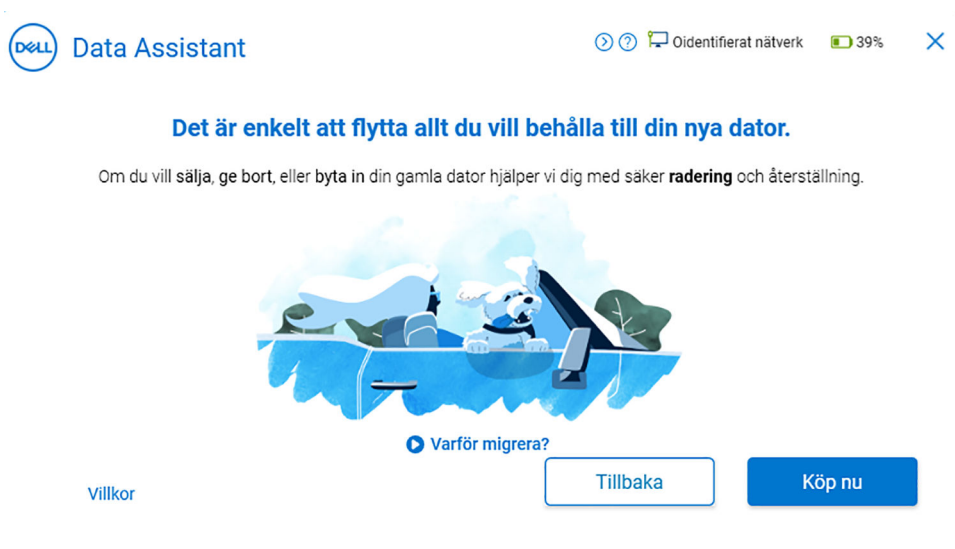 DELL Data Assistant
Oidentifierat nätverk 39%
Det är enkelt att flytta allt du vill behålla till din nya dator.
Om du vill sälja, ge bort, eller byta in din gamla dator hjälper vi dig med säker radering och återställning.
Varför migrera?
Villkor
Tillbaka
Köp nu